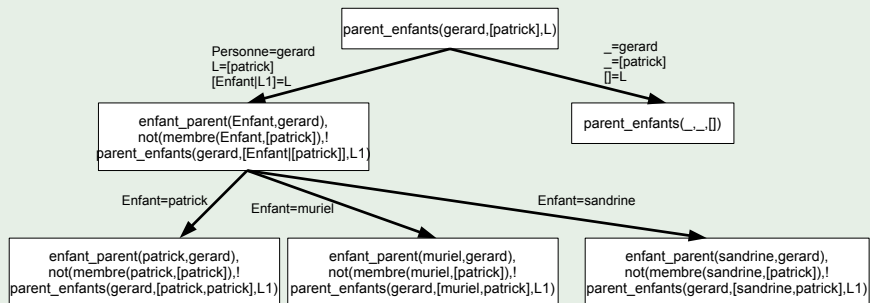 parent_enfants(gerard,[patrick],L)
Personne=gerard
L=[patrick]
[Enfant|L1]=L
_=gerard
_=[patrick]
[]=L
enfant_parent(Enfant,gerard),
not(membre(Enfant,[patrick]),!
parent_enfants(gerard,[Enfant|[patrick]],L1)
parent_enfants(_,_,[])
Enfant=patrick
Enfant=muriel
Enfant=sandrine
enfant_parent(patrick,gerard),
not(membre(patrick,[patrick]),!
parent_enfants(gerard,[patrick,patrick],L1)
enfant_parent(muriel,gerard),
not(membre(muriel,[patrick]),!
parent_enfants(gerard,[muriel,patrick],L1)
enfant_parent(sandrine,gerard),
not(membre(sandrine,[patrick]),!
parent_enfants(gerard,[sandrine,patrick],L1)